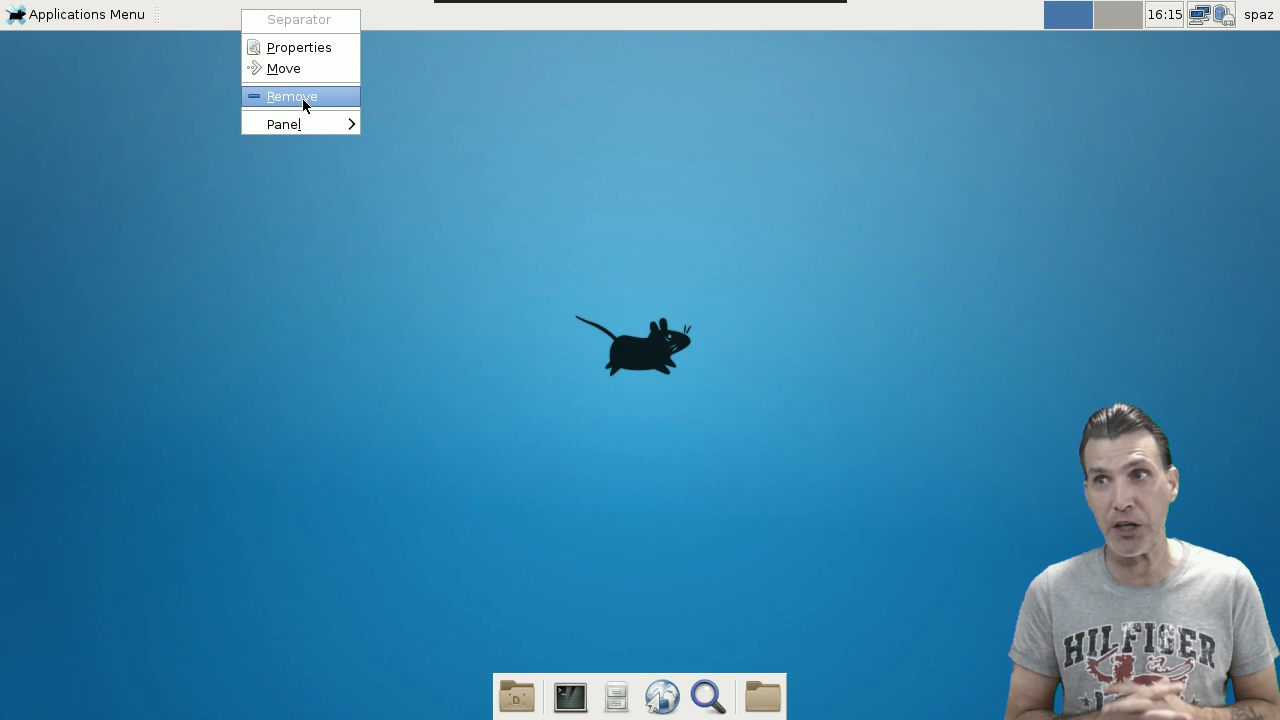 Applications Menu
Separator
Properties
Move
Remove
Panel
16:15
spaz
D
HILFIGER